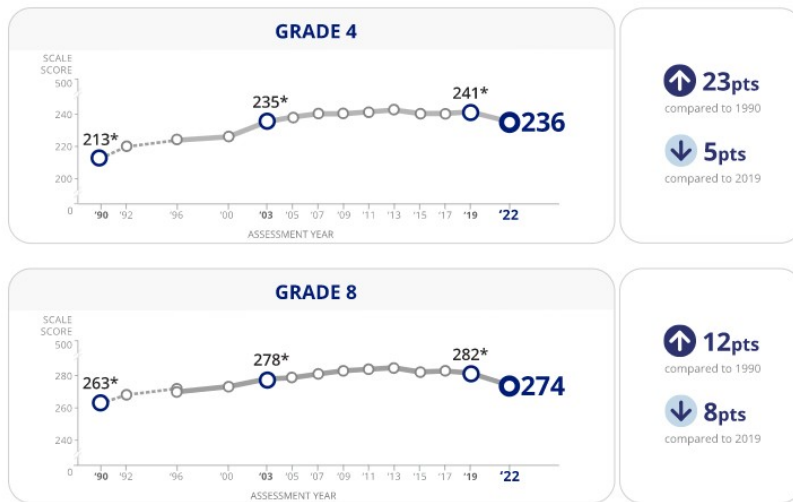 GRADE 4
SCALE
SCORE
500
240
220
200
0
213*
235*
241*
236
'90 '92 '96 '00 '03 '05 '07 '09 '11 '13 '15 '17 '19 '22
ASSESSMENT YEAR
23pts
compared to 1990
5pts
compared to 2019
GRADE 8
SCALE
SCORE
500
280
260
240
0
263*
278*
282*
274
'90 '92 '96 '00 '03 '05 '07 '09 '11 '13 '15 '17 '19 '22
ASSESSMENT YEAR
12pts
compared to 1990
8pts
compared to 2019